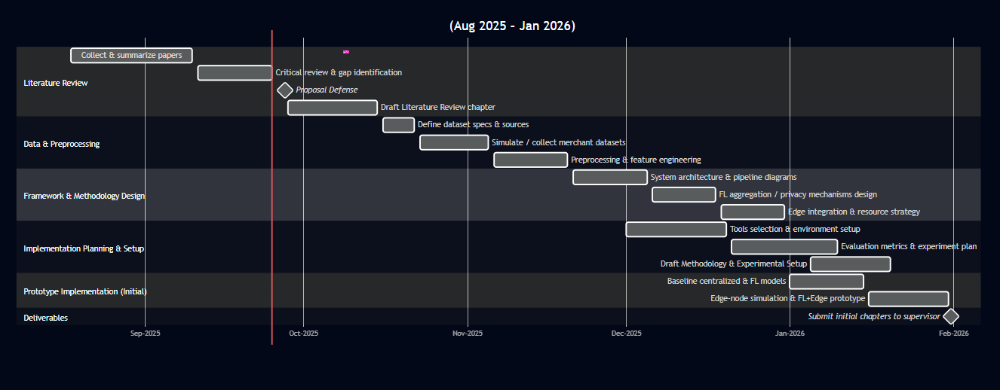 (Aug 2025 - Jan 2026)
Collect & summarize papers
Critical review & gap identification
Literature Review
Proposal Defense
Draft Literature Review chapter
Define dataset specs & sources
Data & Preprocessing
Simulate / collect merchant datasets
Preprocessing & feature engineering
System architecture & pipeline diagrams
Framework & Methodology Design
FL aggregation / privacy mechanisms design
Edge integration & resource strategy
Tools selection & environment setup
Implementation Planning & Setup
Evaluation metrics & experiment plan
Draft Methodology & Experimental Setup
Baseline centralized & FL models
Prototype Implementation (Initial)
Edge-node simulation & FL+Edge prototype
Deliverables
Submit initial chapters to supervisor
Sep-2025 Oct-2025 Nov-2025 Dec-2025 Jan-2026 Feb-2026